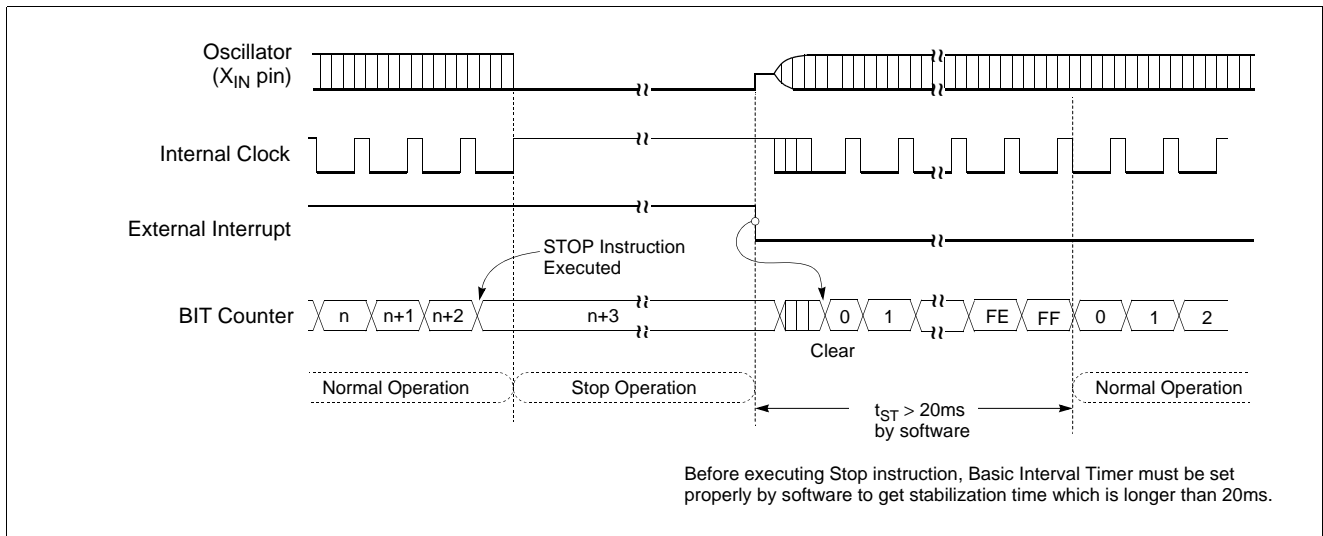 Oscillator
(XIN pin)
Internal Clock
External Interrupt
STOP Instruction
Executed
BIT Counter
n n+1 n+2 n+3 0 1 FE FF 0 1 2
Clear
Normal Operation Stop Operation Normal Operation
tST > 20ms
by software
Before executing Stop instruction, Basic Interval Timer must be set
properly by software to get stabilization time which is longer than 20ms.